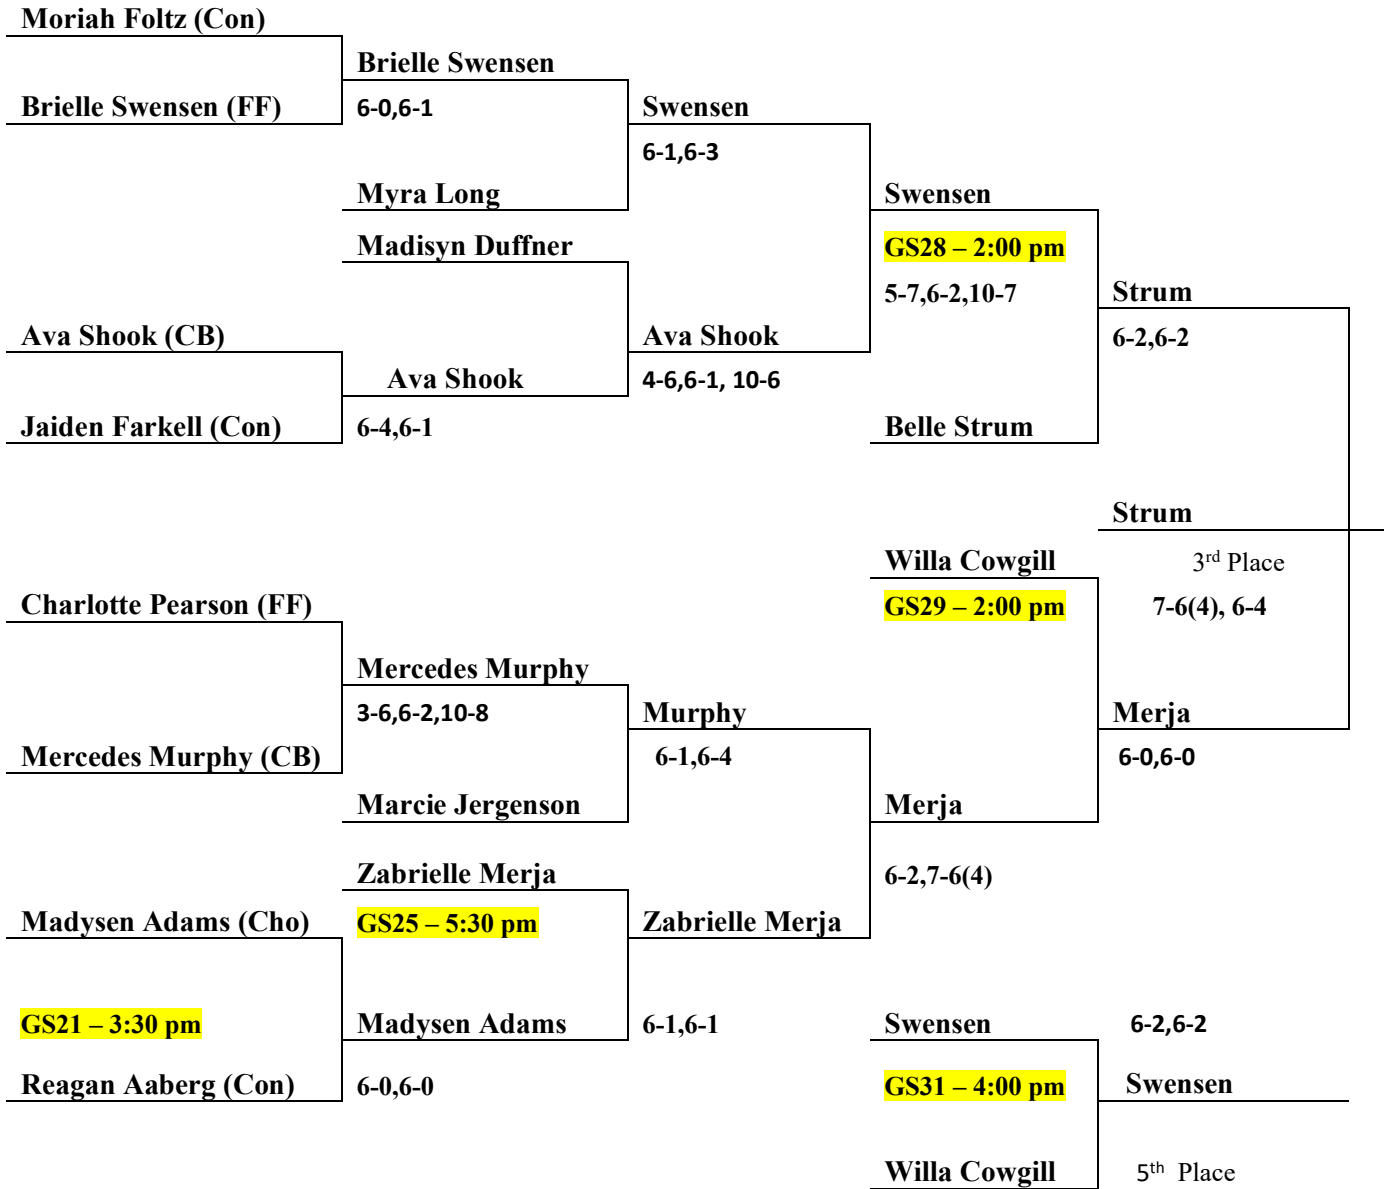 Moriah Foltz (Con)
Brielle Swensen
Brielle Swensen (FF)
6-0,6-1
Swensen
6-1,6-3
Myra Long
Swensen
Madisyn Duffner
GS28 – 2:00 pm
5-7,6-2,10-7
Strum
Ava Shook (CB)
Ava Shook
6-2,6-2
Ava Shook
4-6,6-1, 10-6
Jaiden Farkell (Con)
6-4,6-1
Belle Strum
Strum
Willa Cowgill
3rd Place
Charlotte Pearson (FF)
GS29 – 2:00 pm
7-6(4), 6-4
Mercedes Murphy
3-6,6-2,10-8
Murphy
Merja
Mercedes Murphy (CB)
6-1,6-4
6-0,6-0
Marcie Jergenson
Merja
Zabrielle Merja
6-2,7-6(4)
Madysen Adams (Cho)
GS25 – 5:30 pm
Zabrielle Merja
GS21 – 3:30 pm
Madysen Adams
6-1,6-1
Swensen
6-2,6-2
Reagan Aaberg (Con)
6-0,6-0
GS31 – 4:00 pm
Swensen
Willa Cowgill
5th Place